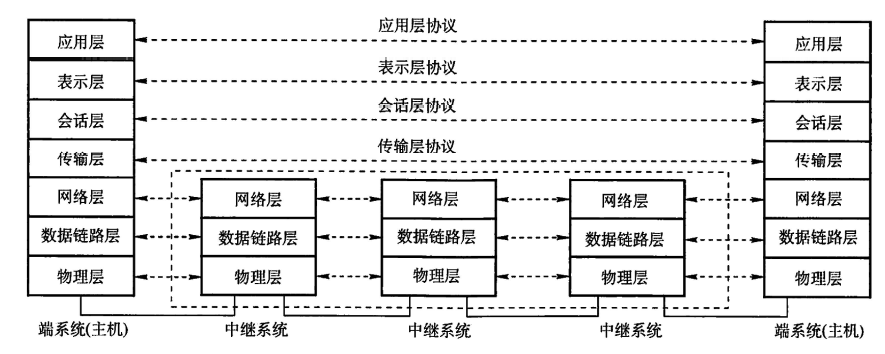 应用层协议
应用层 应用层
表示层协议
表示层 表示层
会话层协议
会话层 会话层
传输层协议
传输层 传输层
网络层 网络层 网络层 网络层 网络层
数据链路层 数据链路层 数据链路层 数据链路层 数据链路层
物理层 物理层 物理层 物理层 物理层
端系统(主机) 中继系统 中继系统 中继系统 端系统(主机)